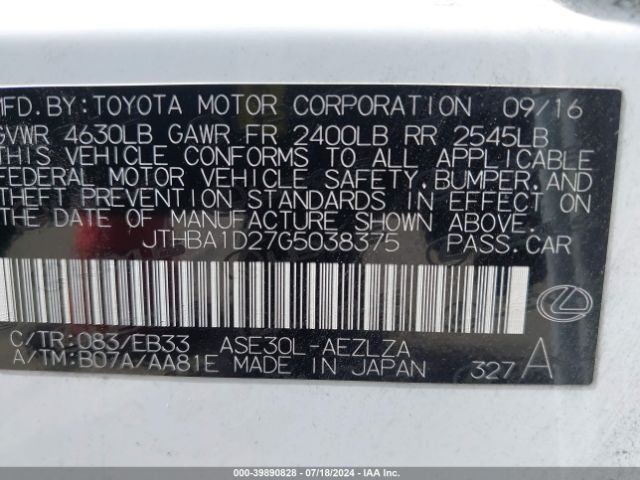 MFD.BY:TOYOTA MOTOR CORPORATION 09/16
GVWR 4630LB GAWR FR 2400LB RR 2545LB
THIS VEHICLE CONFORMS TO ALL APPLICABLE
FEDERAL MOTOR VEHICLE SAFETY,BUMPER,AND
THEFT PREVENTION STANDARDS IN EFFECT ON
THE DATE OF MANUFACTURE SHOWN ABOVE.
JTHBA1D27G5038375 PASS.CAR
C/TR:083/EB33 ASE30L-AEZLZA
A/TM:B07A/AA81E MADE IN JAPAN 327A
000-39890828 - 07/18/2024 - IAA Inc.